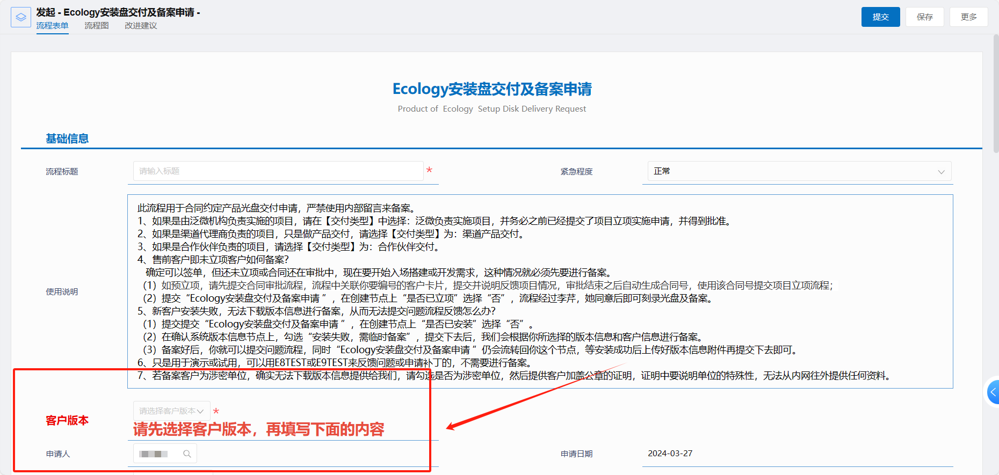 发起 - Ecology安装盘交付及备案申请 -
流程表单 流程图 改进建议
提交 保存 更多
Ecology安装盘交付及备案申请
Product of Ecology Setup Disk Delivery Request
基础信息
流程标题 请输入标题 * 紧急程度 正常
使用说明
此流程用于合同约定产品光盘交付申请，严禁使用内部留言来备案。
1、如果是由泛微机构负责实施的项目，请在【交付类型】中选择：泛微负责实施项目，并务必之前已经提交了项目立项实施申请，并得到批准。
2、如果是渠道代理商负责的项目，只是做产品交付，请选择【交付类型】为：渠道产品交付。
3、如果是合作伙伴负责的项目，请选择【交付类型】为：合作伙伴交付。
4、售前客户即未立项客户如何备案？
确定可以签单，但还未立项或合同还在审批中，现在要开始入场搭建或开发需求，这种情况就必须先要进行备案。
（1）如预立项，请先提交合同审批流程，流程中关联你要编号的客户卡片，提交并说明反馈项目情况，审批结束之后自动生成合同号，使用该合同号提交项目立项流程；
（2）提交“Ecology安装盘交付及备案申请 ”，在创建节点上“是否已立项”选择“否”，流程经过李芹，她同意后即可刻录光盘及备案。
5、新客户安装失败，无法下载版本信息进行备案，从而无法提交问题流程反馈怎么办？
（1）提交提交“Ecology安装盘交付及备案申请 ”，在创建节点上“是否已安装”选择“否”。
（2）在确认系统版本信息节点上，勾选“安装失败，需临时备案”，提交下去后，我们会根据你所选择的版本信息和客户信息进行备案。
（3）备案好后，你就可以提交问题流程，同时“Ecology安装盘交付及备案申请 ”仍会流转回你这个节点，等安装成功后上传好版本信息附件再提交下去即可。
6、只是用于演示或试用，可以用E8TEST或E9TEST来反馈问题或申请补丁的，不需要进行备案。
7、若备案客户为涉密单位，确实无法下载版本信息提供给我们，请勾选是否为涉密单位，然后提供客户加盖公章的证明，证明中要说明单位的特殊性，无法从内网往外提供任何资料。
客户版本 请选择客户版本 *
请先选择客户版本，再填写下面的内容
申请人 申请日期 2024-03-27